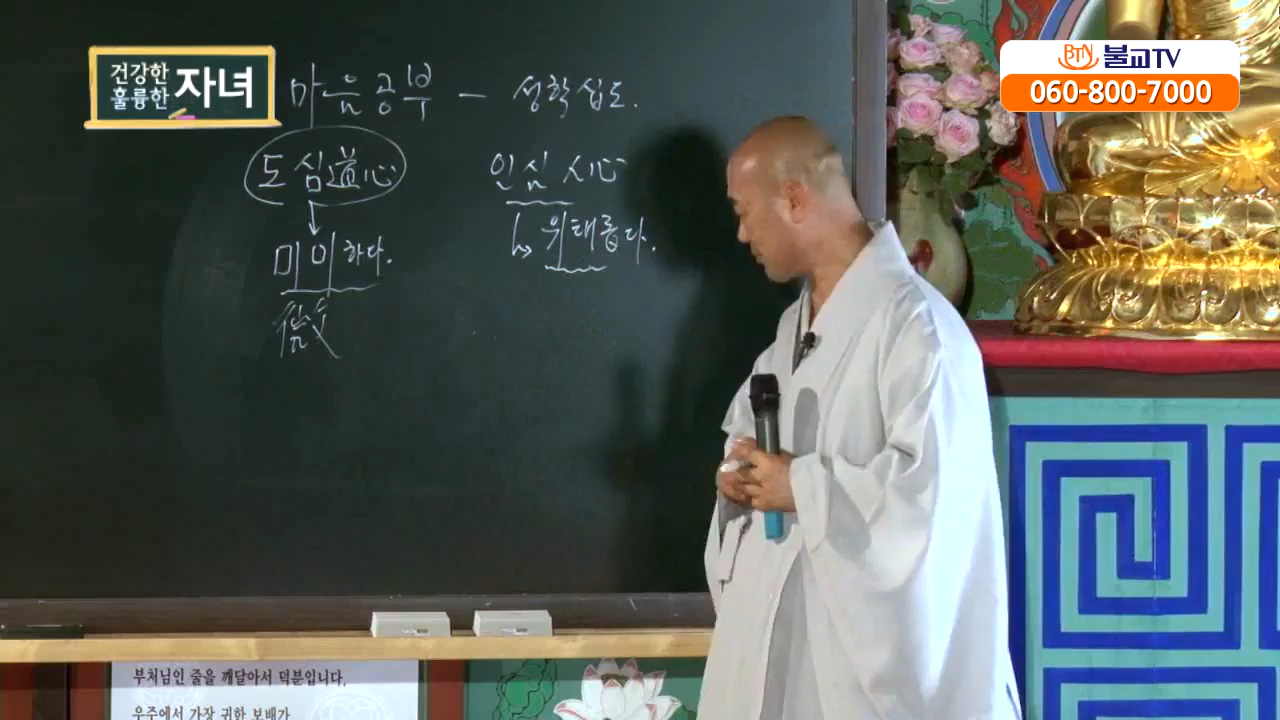 건강한
훌륭한 자녀
마음공부 - 성학십도.
도심道心
인심 人心
미미하다.
↳ 위태롭다.
微
BTN 불교TV
060-800-7000
부처님인 줄을 깨달아서 덕분입니다.
우주에서 가장 귀한 보배가